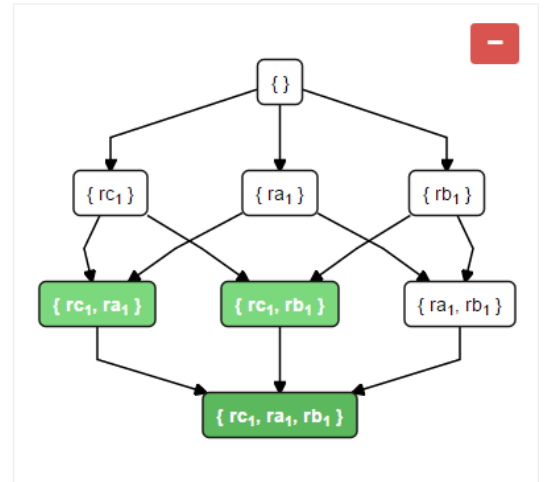 −
{ }
{ rc₁ } { ra₁ } { rb₁ }
{ rc₁, ra₁ } { rc₁, rb₁ } { ra₁, rb₁ }
{ rc₁, ra₁, rb₁ }